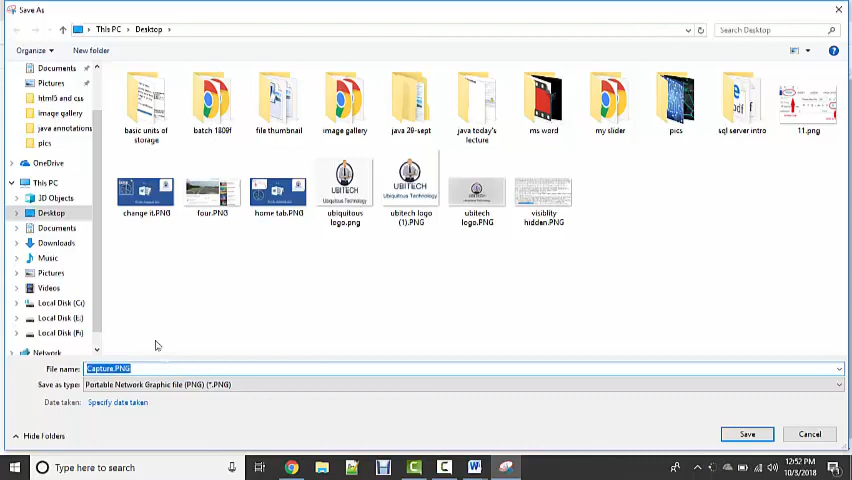 Save As
This PC > Desktop >
Search Desktop
Organize
New folder
Documents
Pictures
html5 and css
image gallery
java annotations
pics
OneDrive
This PC
3D Objects
Desktop
Documents
Downloads
Music
Pictures
Videos
Local Disk (C:)
Local Disk (E:)
Local Disk (F:)
Network
basic units of
storage
batch 1809f
file thumbnail
image gallery
java 29-sept
java today's
lecture
ms word
my slider
pics
sql server intro
11.png
UBITECH
Ubiquitous Technology
change it.PNG
four.PNG
home tab.PNG
ubiquitous
logo.png
ubitech logo
(1).PNG
ubitech
logo.PNG
visiblity
hidden.PNG
File name: Capture.PNG
Save as type: Portable Network Graphic file (PNG) (*.PNG)
Date taken: Specify date taken
Hide Folders
Save
Cancel
Type here to search
12:52 PM
10/3/2018